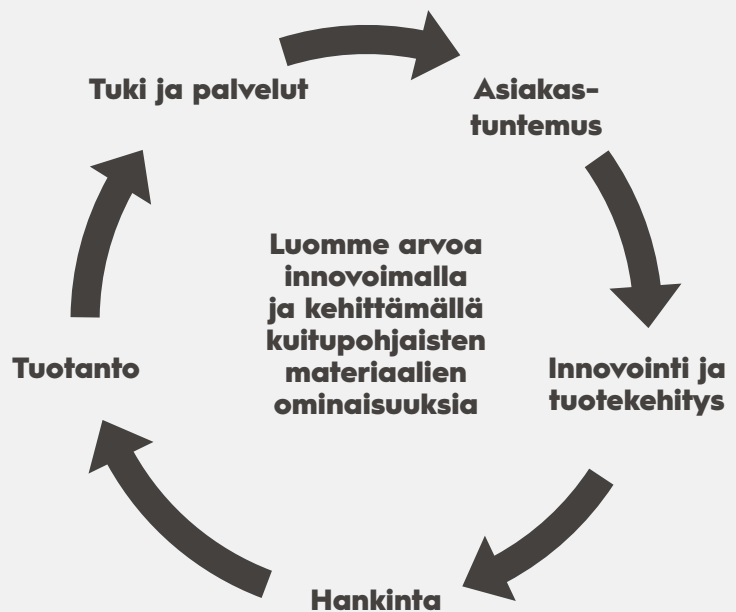 Tuki ja palvelut
Asiakas-
tuntemus
Luomme arvoa
innovoimalla
ja kehittämällä
kuitupohjaisten
materiaalien
ominaisuuksia
Tuotanto
Innovointi ja
tuotekehitys
Hankinta